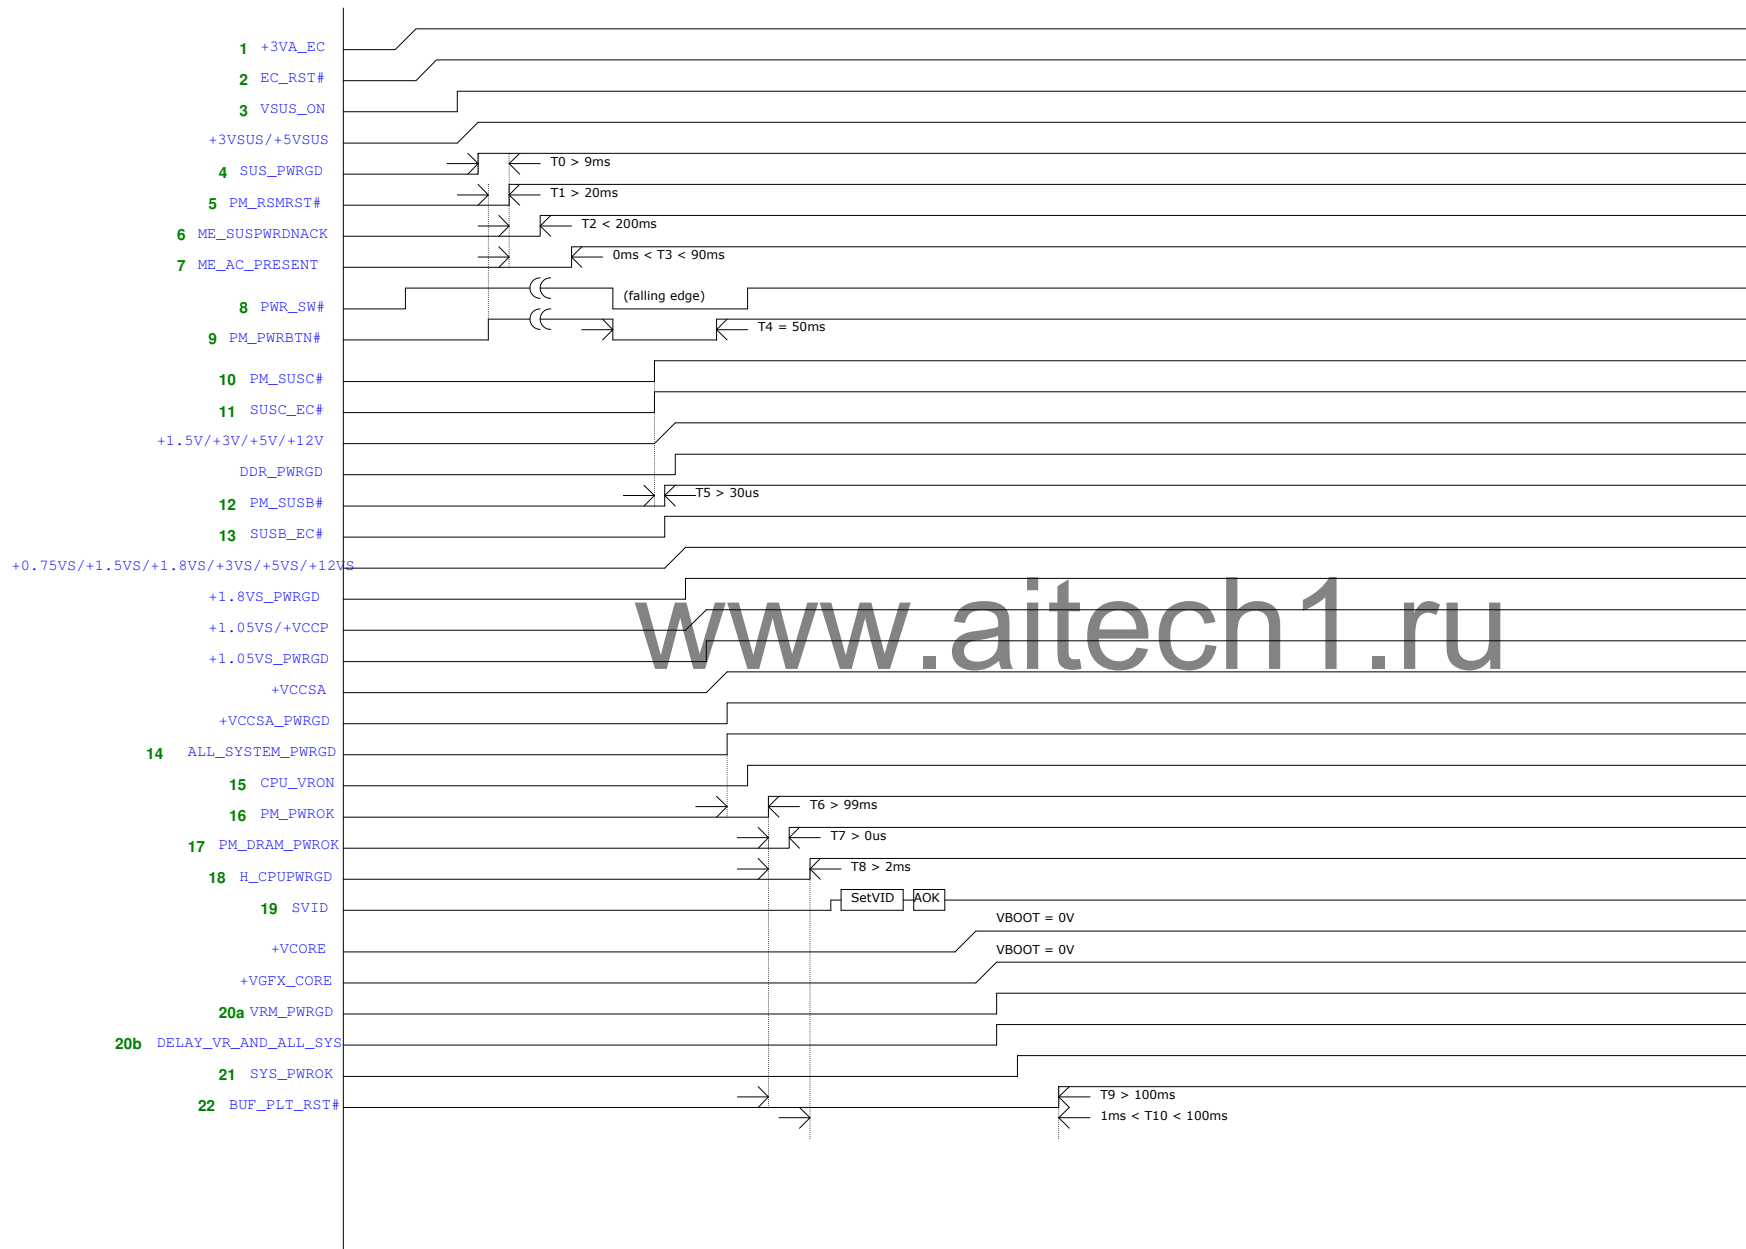 1 +3VA_EC
2 EC_RST#
3 VSUS_ON
+3VSUS/+5VSUS
4 SUS_PWRGD T0 > 9ms
5 PM_RSMRST# T1 > 20ms
6 ME_SUSPWRDNACK T2 < 200ms
7 ME_AC_PRESENT 0ms < T3 < 90ms
8 PWR_SW# (falling edge)
9 PM_PWRBTN# T4 = 50ms
10 PM_SUSC#
11 SUSC_EC#
+1.5V/+3V/+5V/+12V
DDR_PWRGD
12 PM_SUSB# T5 > 30us
13 SUSB_EC#
+0.75VS/+1.5VS/+1.8VS/+3VS/+5VS/+12VS
+1.8VS_PWRGD
+1.05VS/+VCCP
www.aitech1.ru
+1.05VS_PWRGD
+VCCSA
+VCCSA_PWRGD
14 ALL_SYSTEM_PWRGD
15 CPU_VRON
16 PM_PWROK T6 > 99ms
17 PM_DRAM_PWROK T7 > 0us
18 H_CPUPWRGD T8 > 2ms
19 SVID SetVID AOK
VBOOT = 0V
+VCORE VBOOT = 0V
+VGFX_CORE
20a VRM_PWRGD
20b DELAY_VR_AND_ALL_SYS
21 SYS_PWROK
22 BUF_PLT_RST# T9 > 100ms
1ms < T10 < 100ms